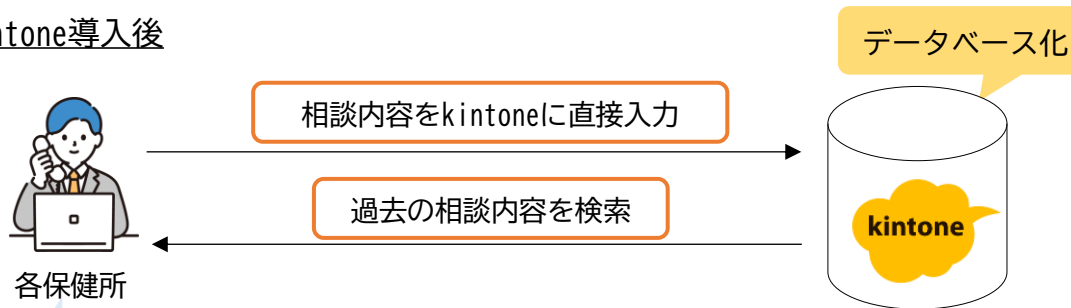 ntone導入後
データベース化
相談内容をkintoneに直接入力
過去の相談内容を検索
kintone
各保健所